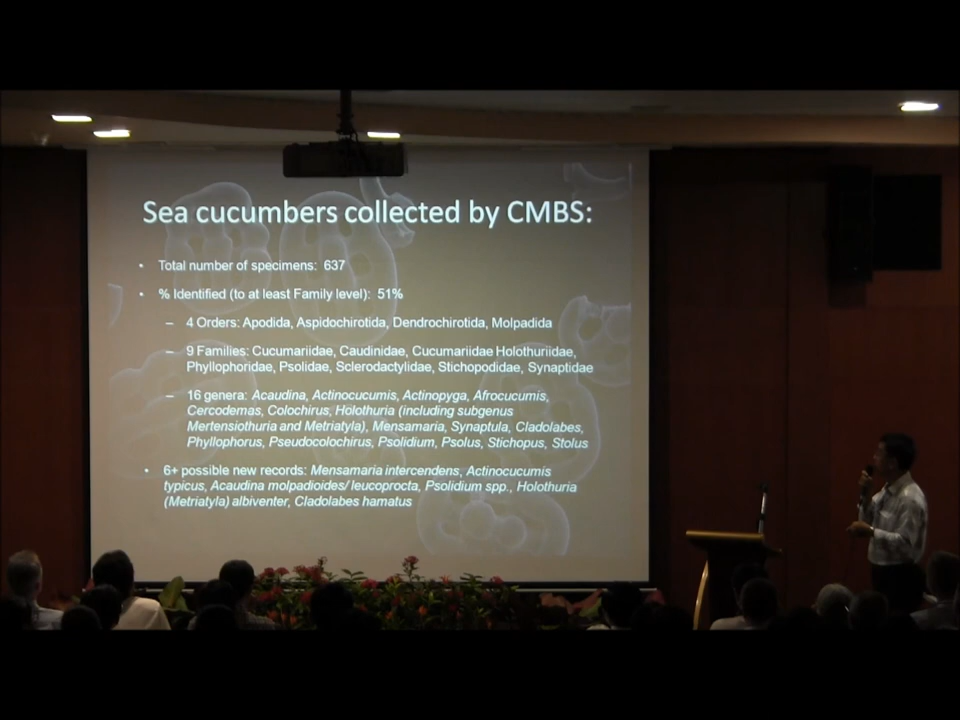 Sea cucumbers collected by CMBS:
• Total number of specimens: 637
• % Identified (to at least Family level): 51%
– 4 Orders: Apodida, Aspidochirotida, Dendrochirotida, Molpadida
– 9 Families: Cucumariidae, Caudinidae, Cucumariidae Holothuriidae,
Phyllophoridae, Psolidae, Sclerodactylidae, Stichopodidae, Synaptidae
– 16 genera: Acaudina, Actinocucumis, Actinopyga, Afrocucumis,
Cercodemas, Colochirus, Holothuria (including subgenus
Mertensiothuria and Metriatyla), Mensamaria, Synaptula, Cladolabes,
Phyllophorus, Pseudocolochirus, Psolidium, Psolus, Stichopus, Stolus
• 6+ possible new records: Mensamaria intercendens, Actinocucumis
typicus, Acaudina molpadioides/ leucoprocta, Psolidium spp., Holothuria
(Metriatyla) albiventer, Cladolabes hamatus